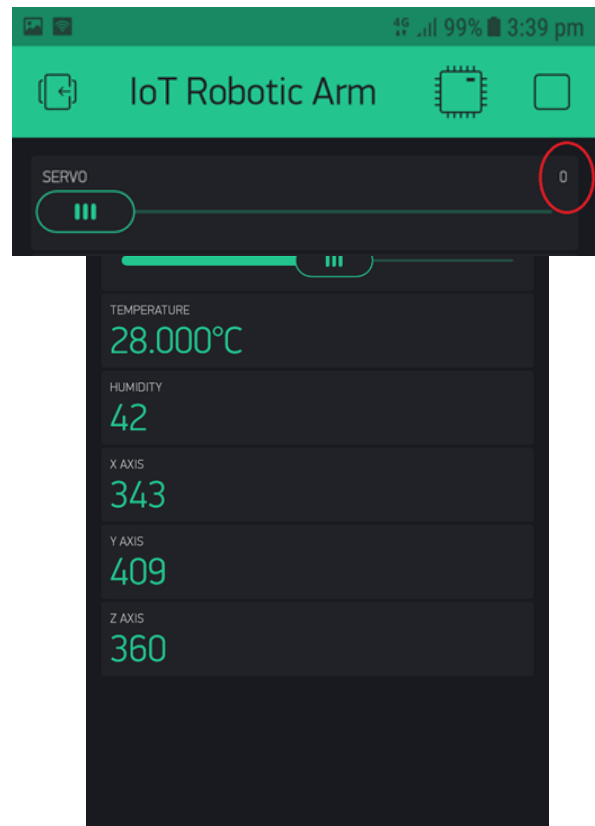 4G 99% 3:39 pm
IoT Robotic Arm
SERVO 0
TEMPERATURE
28.000°C
HUMIDITY
42
X AXIS
343
Y AXIS
409
Z AXIS
360